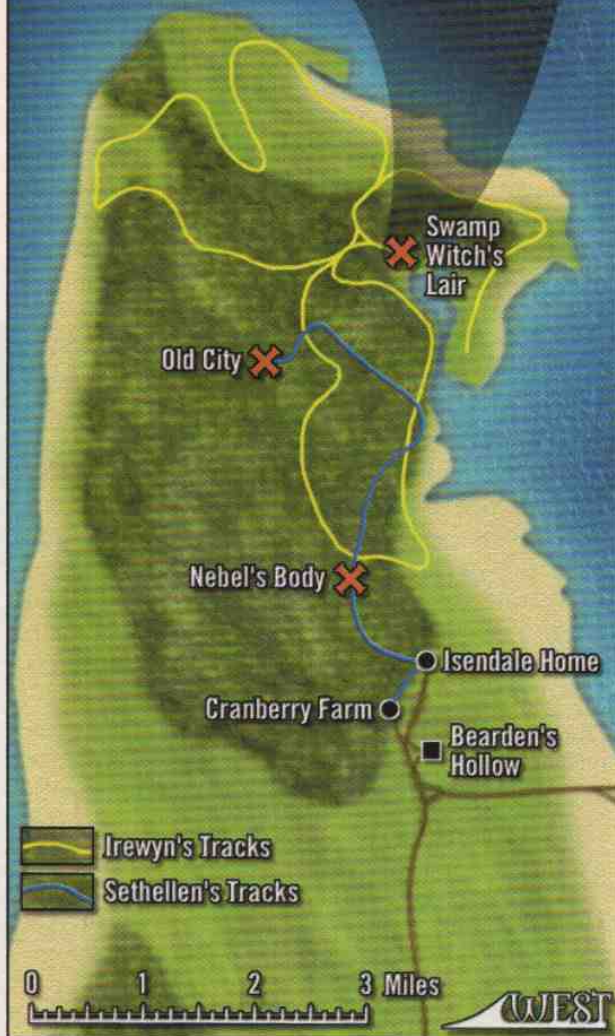 Swamp
Witch's
Lair
Old City
Nebel's Body
Isendale Home
Cranberry Farm
Bearden's
Hollow
Irewyn's Tracks
Sethellen's Tracks
0 1 2 3 Miles
WEST